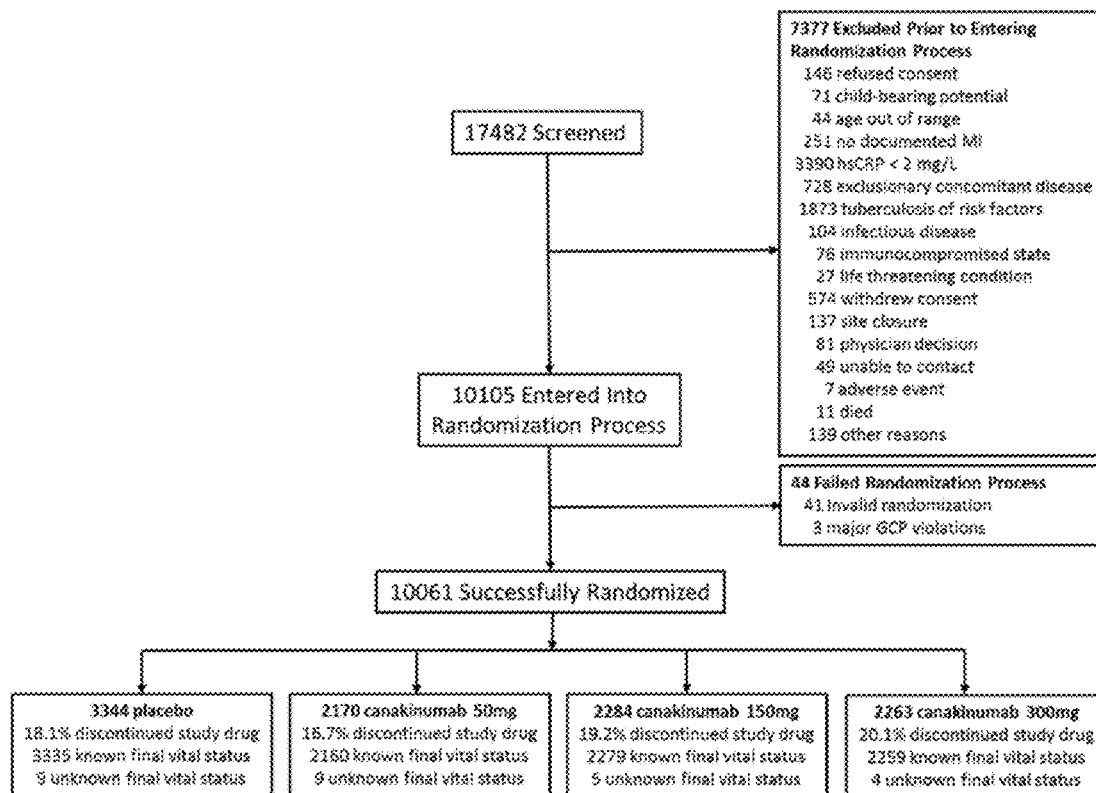 17482 Screened
7377 Excluded Prior to Entering
Randomization Process
146 refused consent
71 child-bearing potential
44 age out of range
251 no documented MI
3390 hsCRP < 2 mg/L
728 exclusionary concomitant disease
1873 tuberculosis of risk factors
104 infectious disease
76 immunocompromised state
27 life threatening condition
574 withdrew consent
137 site closure
81 physician decision
49 unable to contact
7 adverse event
11 died
139 other reasons
10105 Entered Into
Randomization Process
44 Failed Randomization Process
41 Invalid randomization
3 major GCP violations
10061 Successfully Randomized
3344 placebo
18.1% discontinued study drug
3335 known final vital status
9 unknown final vital status
2170 canakinumab 50mg
16.7% discontinued study drug
2160 known final vital status
9 unknown final vital status
2284 canakinumab 150mg
19.2% discontinued study drug
2279 known final vital status
5 unknown final vital status
2263 canakinumab 300mg
20.1% discontinued study drug
2259 known final vital status
4 unknown final vital status